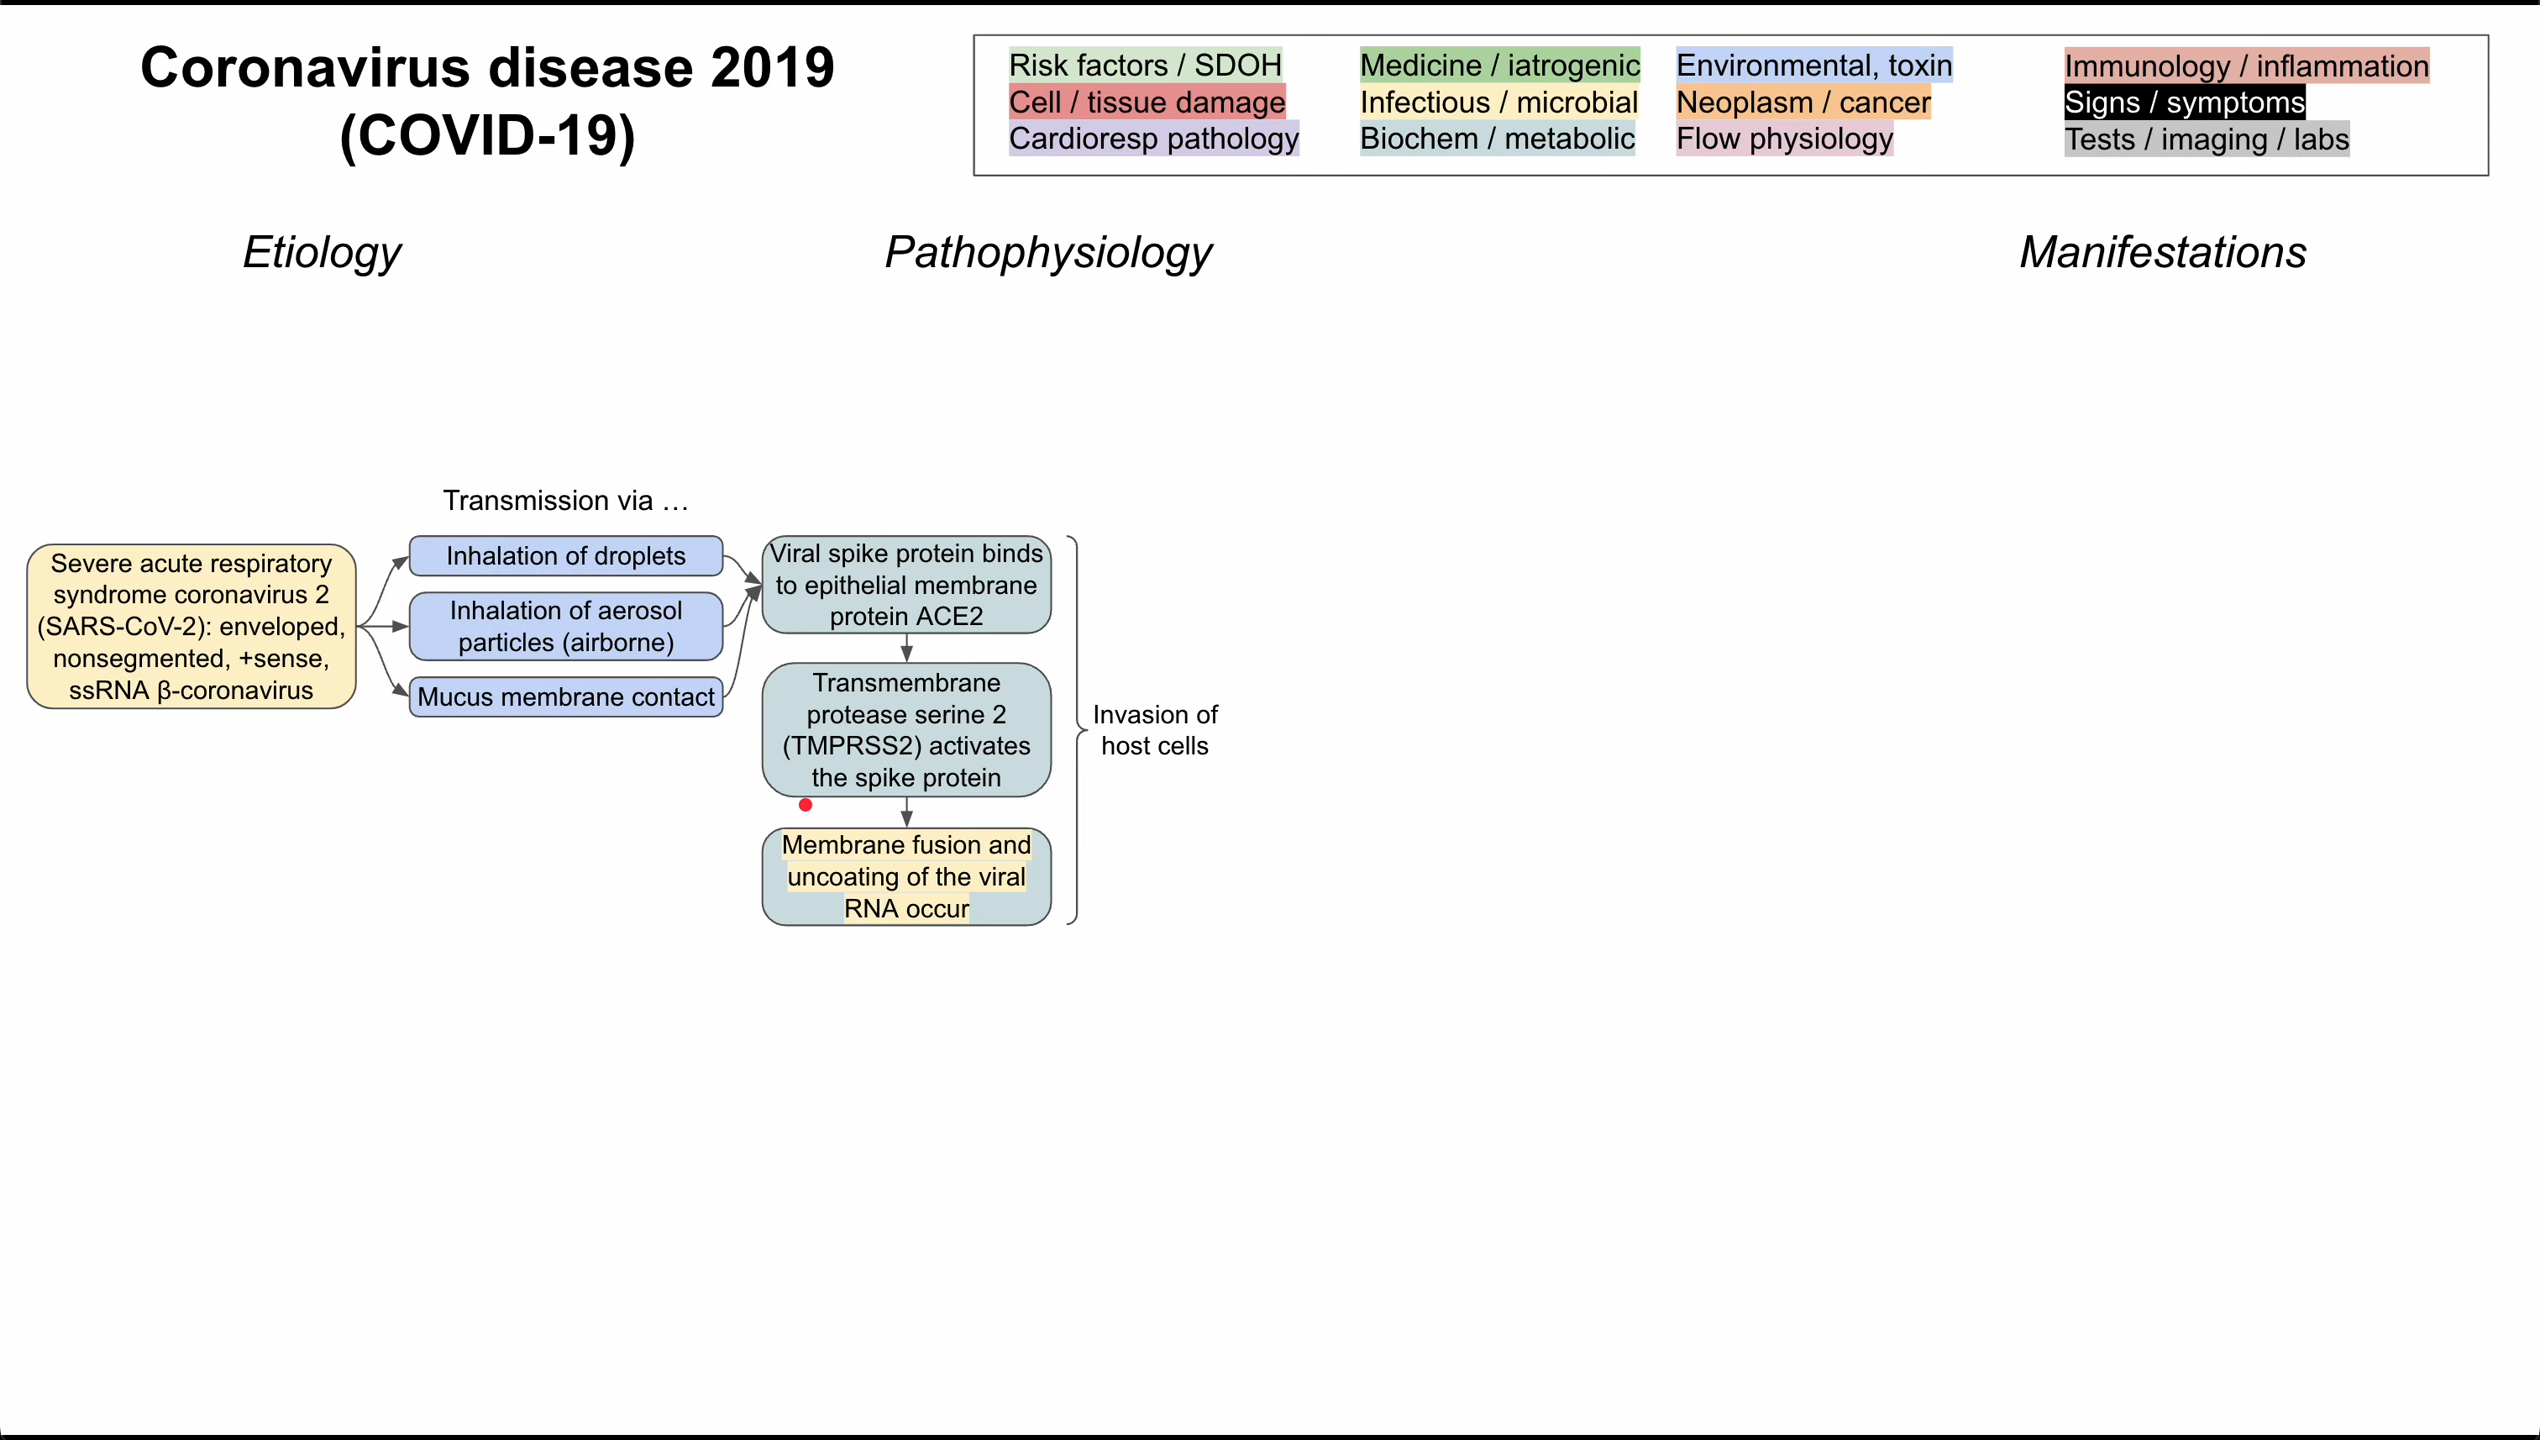 Coronavirus disease 2019
(COVID-19)
Risk factors / SDOH
Cell / tissue damage
Cardioresp pathology
Medicine / iatrogenic
Infectious / microbial
Biochem / metabolic
Environmental, toxin
Neoplasm / cancer
Flow physiology
Immunology / inflammation
Signs / symptoms
Tests / imaging / labs
Etiology
Pathophysiology
Manifestations
Severe acute respiratory
syndrome coronavirus 2
(SARS-CoV-2): enveloped,
nonsegmented, +sense,
ssRNA β-coronavirus
Transmission via …
Inhalation of droplets
Inhalation of aerosol
particles (airborne)
Mucus membrane contact
Viral spike protein binds
to epithelial membrane
protein ACE2
Transmembrane
protease serine 2
(TMPRSS2) activates
the spike protein
Membrane fusion and
uncoating of the viral
RNA occur
Invasion of
host cells